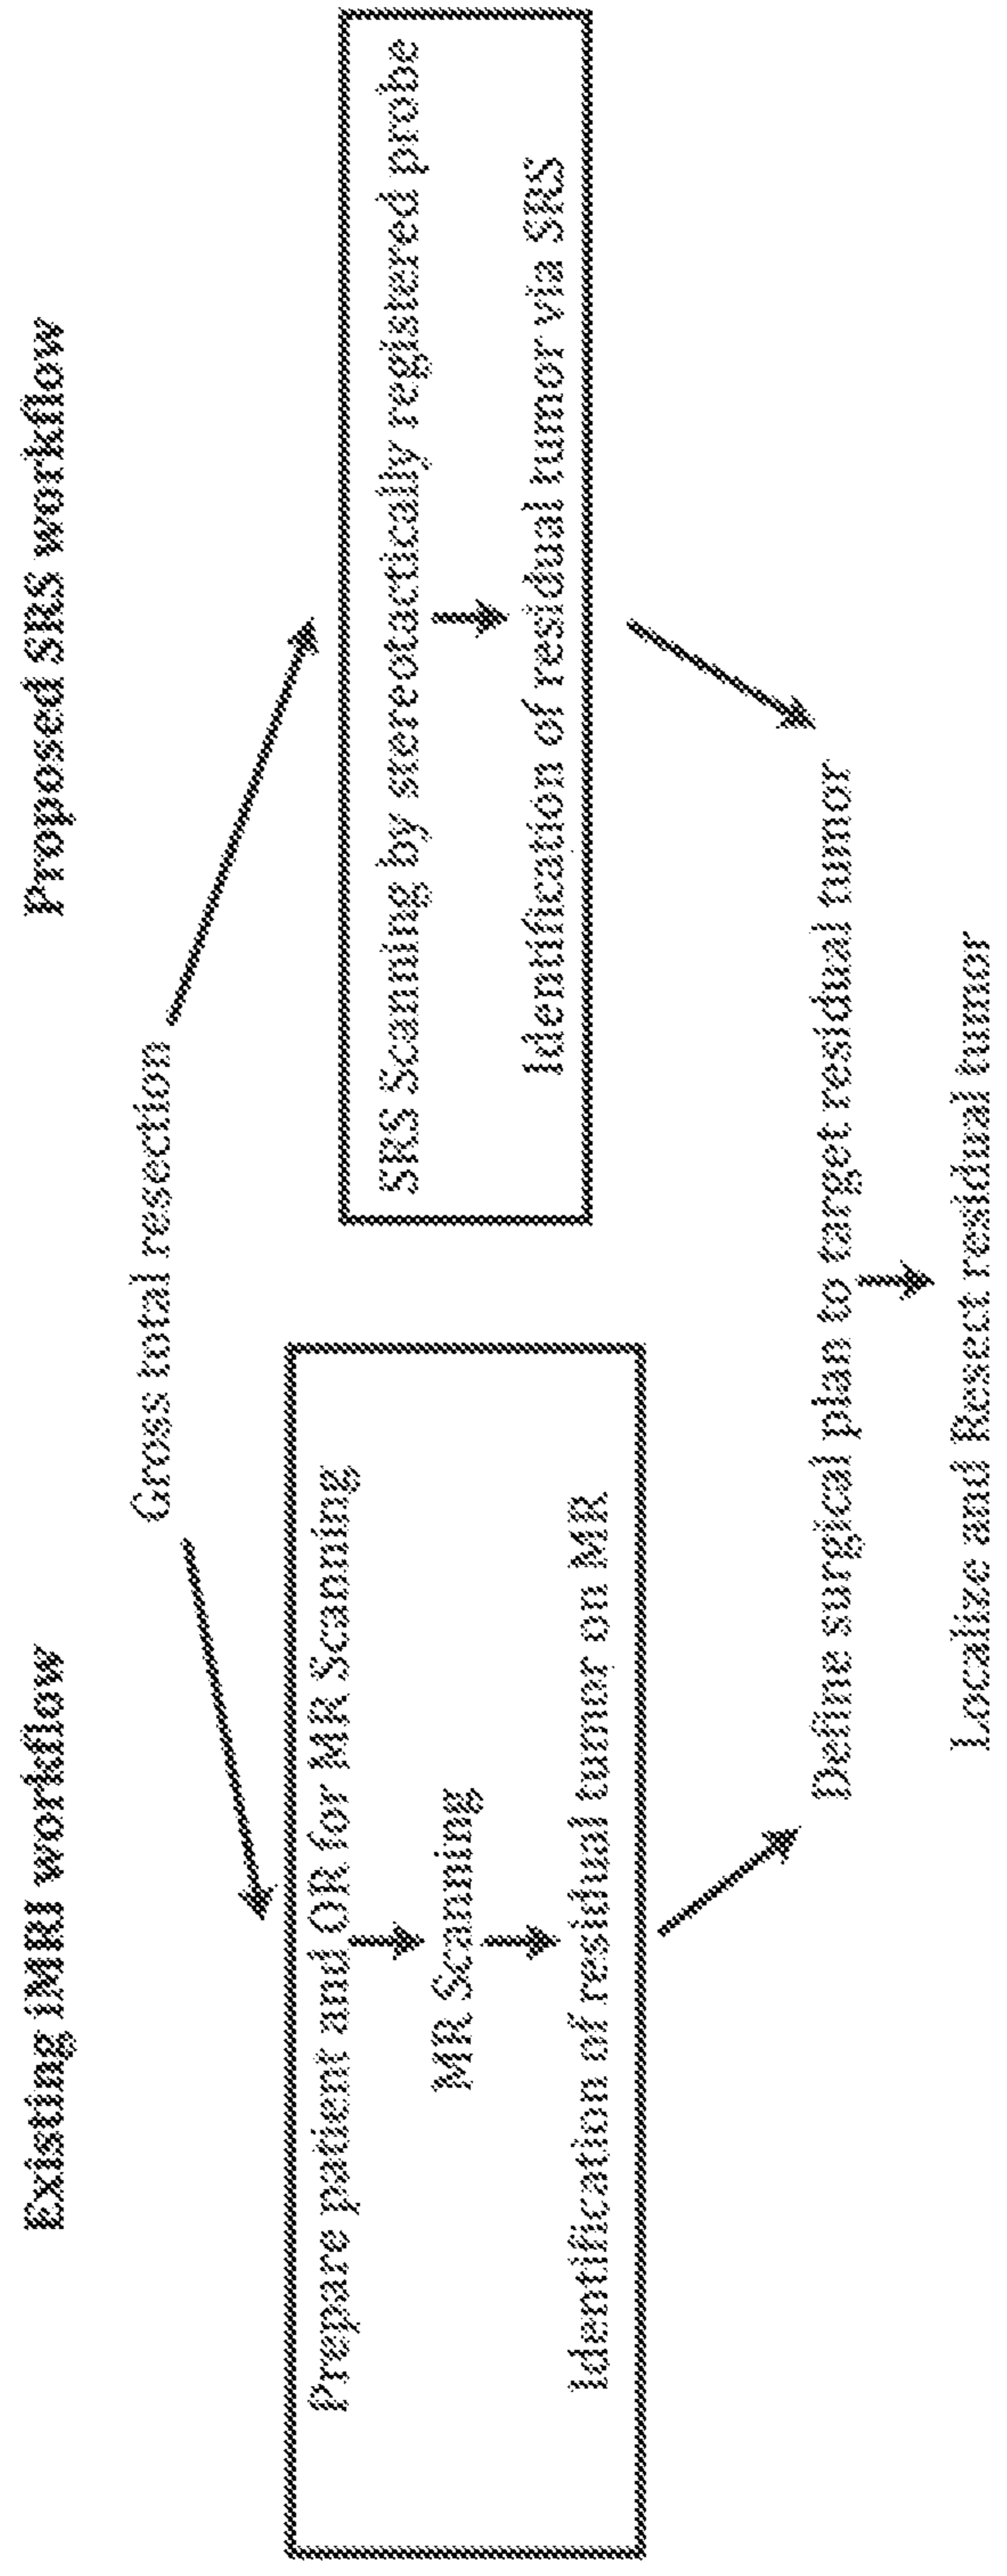 Existing iMRI workflow
Proposed SRS workflow
Gross total resection
Prepare patient and OR for MR Scanning
MR Scanning
Identification of residual tumor on MR
SRS Scanning by stereotactically registered probe
Identification of residual tumor via SRS
Define surgical plan to target residual tumor
Localize and Resect residual tumor